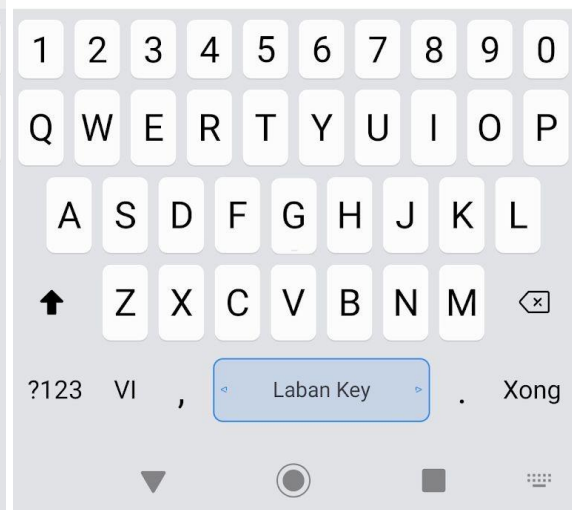 1 2 3 4 5 6 7 8 9 0
Q W E R T Y U I O P
A S D F G H J K L
Z X C V B N M
?123 VI , Laban Key . Xong